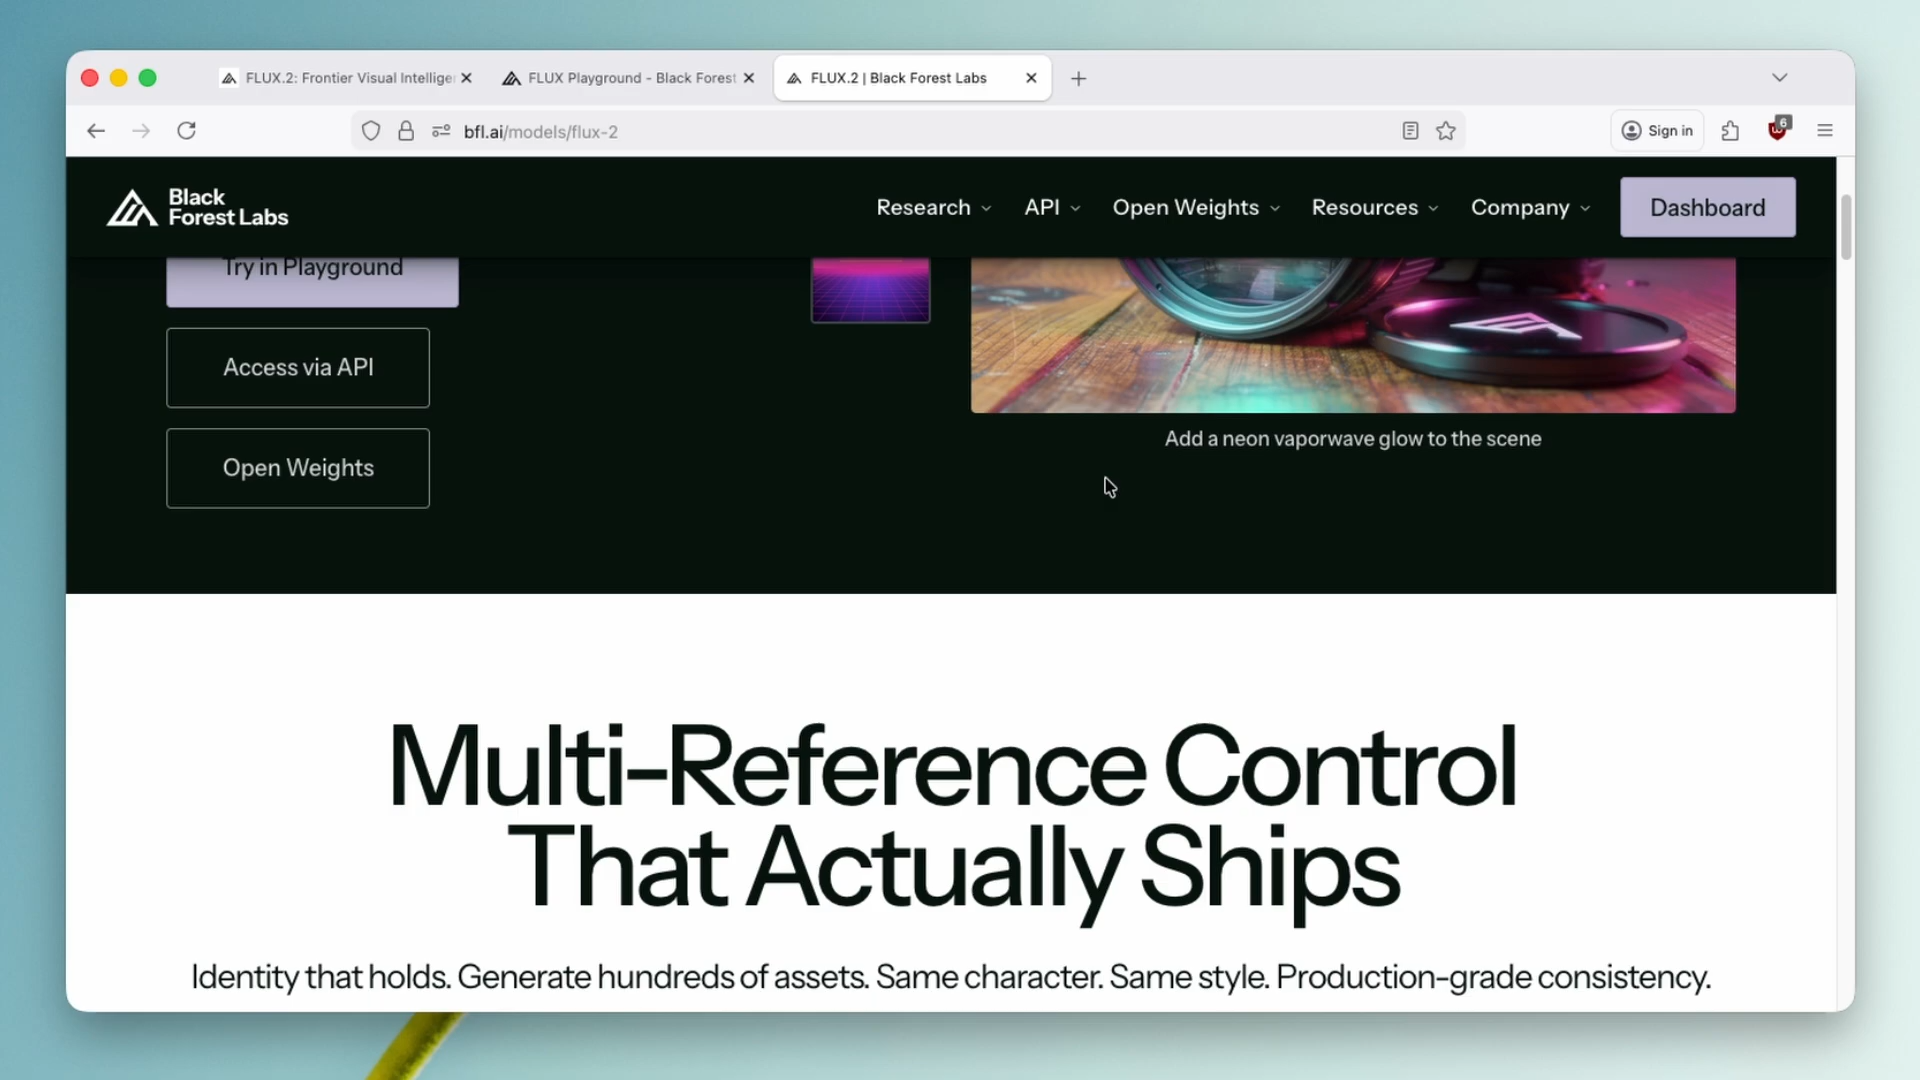 FLUX.2: Frontier Visual Intellige
FLUX Playground - Black Forest
FLUX.2 | Black Forest Labs
bfl.ai/models/flux-2
Sign in
6
Black
Forest Labs
Research
API
Open Weights
Resources
Company
Dashboard
Try in Playground
Access via API
Open Weights
Add a neon vaporwave glow to the scene
Multi-Reference Control
That Actually Ships
Identity that holds. Generate hundreds of assets. Same character. Same style. Production-grade consistency.